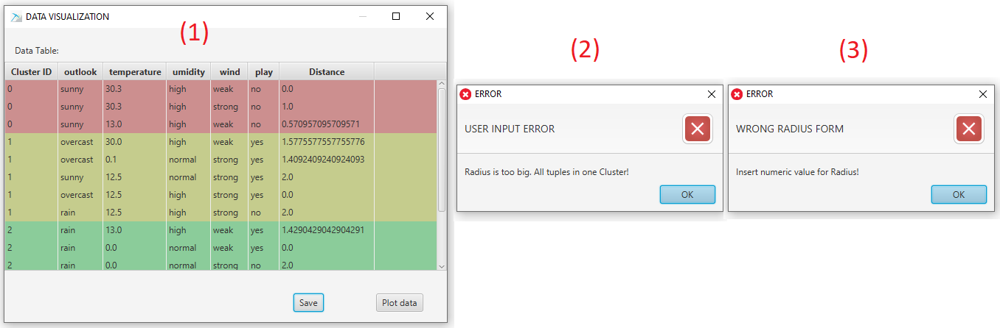 DATA VISUALIZATION
(1)
Data Table:
Cluster ID outlook temperature umidity wind play Distance
0 sunny 30.3 high weak no 0.0
0 sunny 30.3 high strong no 1.0
0 sunny 13.0 high weak no 0.570957095709571
1 overcast 30.0 high weak yes 1.5775577557755776
1 overcast 0.1 normal strong yes 1.4092409240924093
1 sunny 12.5 normal strong yes 2.0
1 overcast 12.5 high strong yes 0.0
1 rain 12.5 high strong no 2.0
2 rain 13.0 high weak yes 1.4290429042904291
2 rain 0.0 normal weak yes 0.0
2 rain 0.0 normal strong no 2.0
Save Plot data
(2)
ERROR
USER INPUT ERROR
Radius is too big. All tuples in one Cluster!
OK
(3)
ERROR
WRONG RADIUS FORM
Insert numeric value for Radius!
OK